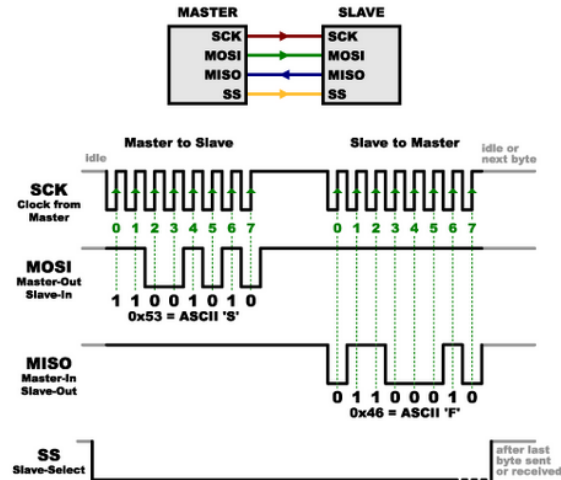 MASTER SLAVE
SCK SCK
MOSI MOSI
MISO MISO
SS SS
Master to Slave Slave to Master
idle
idle or
next byte
SCK
Clock from
Master
0 1 2 3 4 5 6 7 0 1 2 3 4 5 6 7
MOSI
Master-Out
Slave-In
1 1 0 0 1 0 1 0
0x53 = ASCII 'S'
MISO
Master-In
Slave-Out
0 1 1 0 0 0 1 0
0x46 = ASCII 'F'
SS
Slave-Select
after last
byte sent
or received